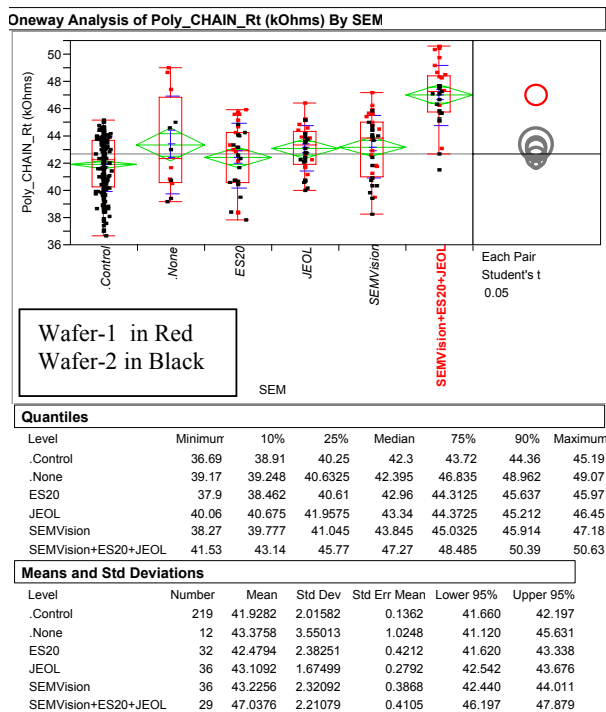 Oneway Analysis of Poly_CHAIN_Rt (kOhms) By SEM
Poly_CHAIN_Rt (kOhms)
50
48
46
44
42
40
38
36
.Control
.None
ES20
JEOL
SEMVision
SEMVision+ES20+JEOL
Each Pair
Student's t
0.05
Wafer-1 in Red
Wafer-2 in Black
SEM
Quantiles
Level Minimum 10% 25% Median 75% 90% Maximum
.Control 36.69 38.91 40.25 42.3 43.72 44.36 45.19
.None 39.17 39.248 40.6325 42.395 46.835 48.962 49.07
ES20 37.9 38.462 40.61 42.96 44.3125 45.637 45.97
JEOL 40.06 40.675 41.9575 43.34 44.3725 45.212 46.45
SEMVision 38.27 39.777 41.045 43.845 45.0325 45.914 47.18
SEMVision+ES20+JEOL 41.53 43.14 45.77 47.27 48.485 50.39 50.63
Means and Std Deviations
Level Number Mean Std Dev Std Err Mean Lower 95% Upper 95%
.Control 219 41.9282 2.01582 0.1362 41.660 42.197
.None 12 43.3758 3.55013 1.0248 41.120 45.631
ES20 32 42.4794 2.38251 0.4212 41.620 43.338
JEOL 36 43.1092 1.67499 0.2792 42.542 43.676
SEMVision 36 43.2256 2.32092 0.3868 42.440 44.011
SEMVision+ES20+JEOL 29 47.0376 2.21079 0.4105 46.197 47.879